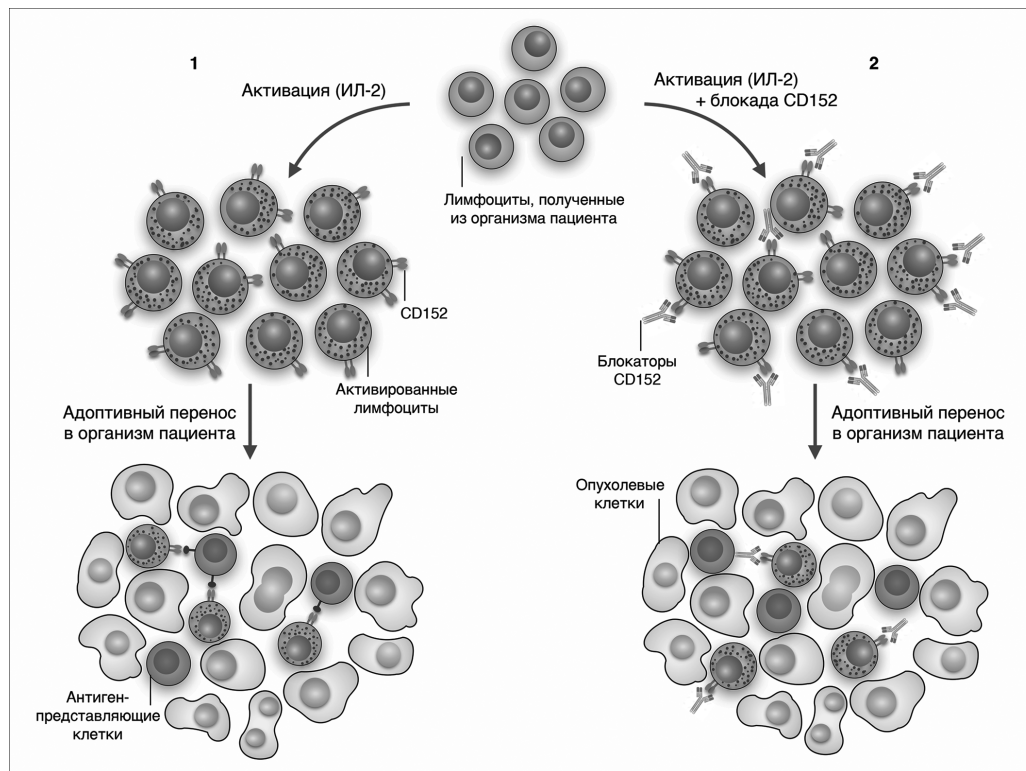 1
Активация (ИЛ-2)
Активация (ИЛ-2)
+ блокада CD152
2
Лимфоциты, полученные
из организма пациента
CD152
Активированные
лимфоциты
Блокаторы
CD152
Адоптивный перенос
в организм пациента
Адоптивный перенос
в организм пациента
Опухолевые
клетки
Антиген-
представляющие
клетки